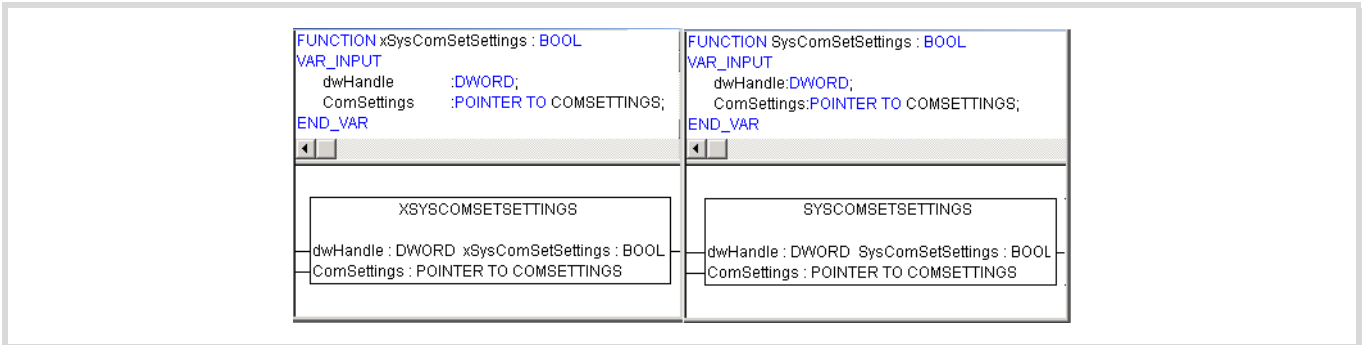 FUNCTION xSysComSetSettings : BOOL
VAR_INPUT
dwHandle :DWORD;
ComSettings :POINTER TO COMSETTINGS;
END_VAR
XSYSCOMSETSETTINGS
dwHandle : DWORD xSysComSetSettings : BOOL
ComSettings : POINTER TO COMSETTINGS
FUNCTION SysComSetSettings : BOOL
VAR_INPUT
dwHandle:DWORD;
ComSettings:POINTER TO COMSETTINGS;
END_VAR
SYSCOMSETSETTINGS
dwHandle : DWORD SysComSetSettings : BOOL
ComSettings : POINTER TO COMSETTINGS